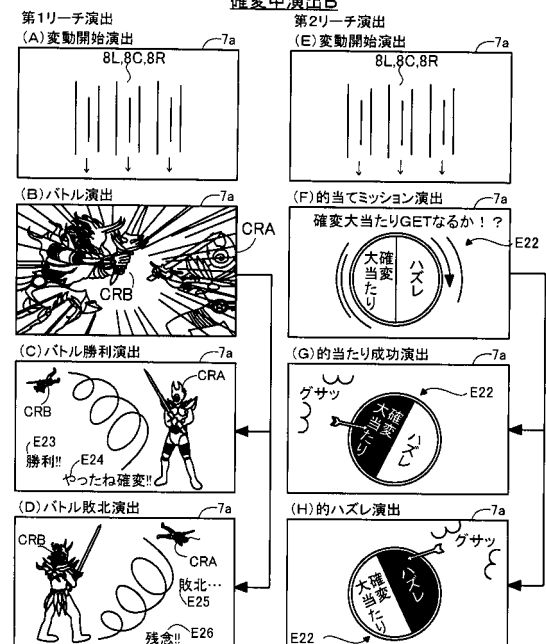 確変中演出B
第1リーチ演出
(A)変動開始演出
7a
8L,8C,8R
(B)バトル演出
7a
CRA
CRB
(C)バトル勝利演出
7a
CRA
CRB
E23
勝利!!
E24
やったね確変!!
(D)バトル敗北演出
7a
CRB
CRA
敗北…
E25
残念!!
E26
第2リーチ演出
(E)変動開始演出
7a
8L,8C,8R
(F)的当てミッション演出
7a
確変大当たりGETなるか!?
E22
確変
大当たり
ハズレ
(G)的当たり成功演出
7a
E22
グサッ
確変
大当たり
ハズレ
(H)的ハズレ演出
7a
グサッ
確変
大当たり
ハズレ
E22